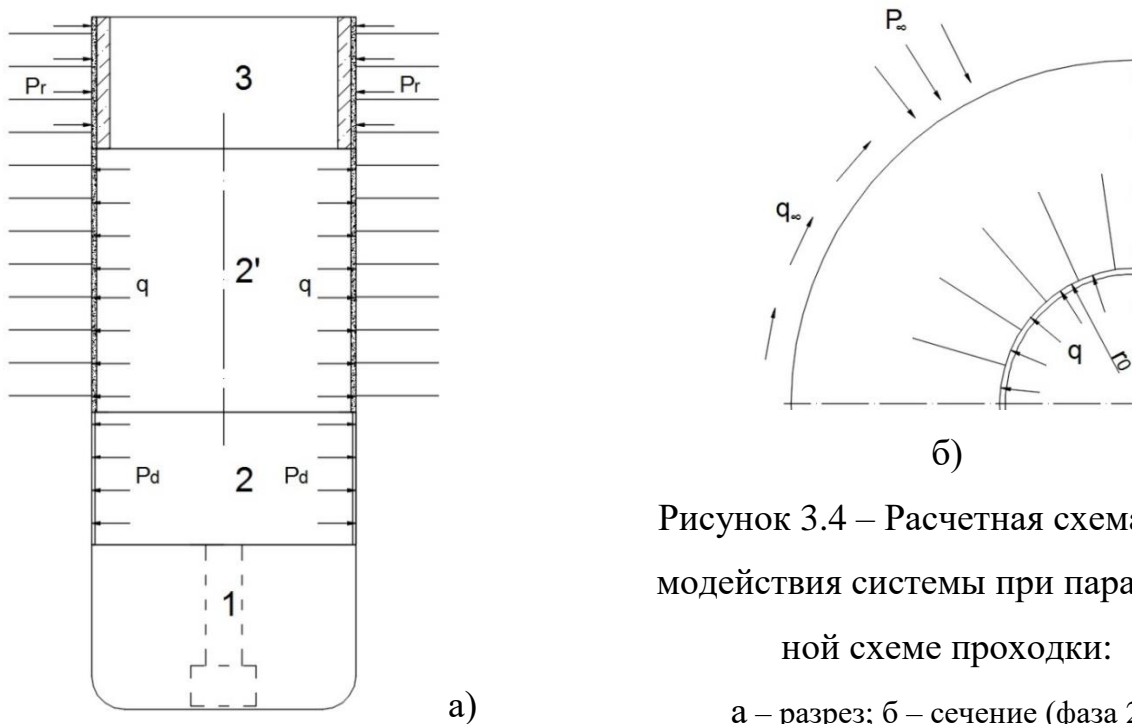 3
Pr
Pr
2'
q
q
Pd
2
Pd
1
а)
P∞
q∞
q
r0
б)
Рисунок 3.4 – Расчетная схема
модействия системы при пара
ной схеме проходки:
а – разрез; б – сечение (фаза 2